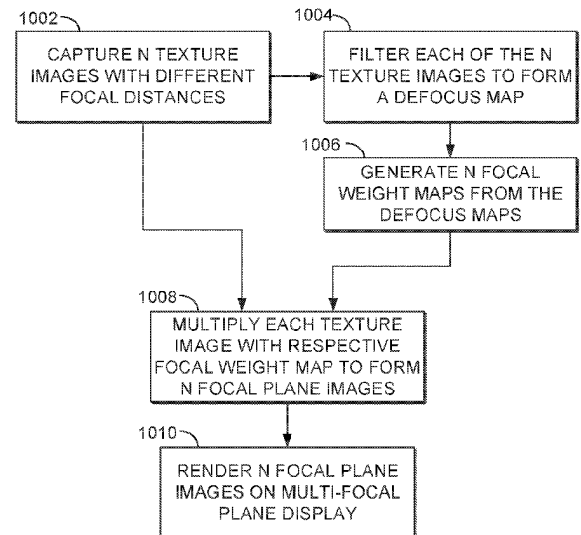 1002
CAPTURE N TEXTURE
IMAGES WITH DIFFERENT
FOCAL DISTANCES
1004
FILTER EACH OF THE N
TEXTURE IMAGES TO FORM
A DEFOCUS MAP
1006
GENERATE N FOCAL
WEIGHT MAPS FROM THE
DEFOCUS MAPS
1008
MULTIPLY EACH TEXTURE
IMAGE WITH RESPECTIVE
FOCAL WEIGHT MAP TO FORM
N FOCAL PLANE IMAGES
1010
RENDER N FOCAL PLANE
IMAGES ON MULTI-FOCAL
PLANE DISPLAY